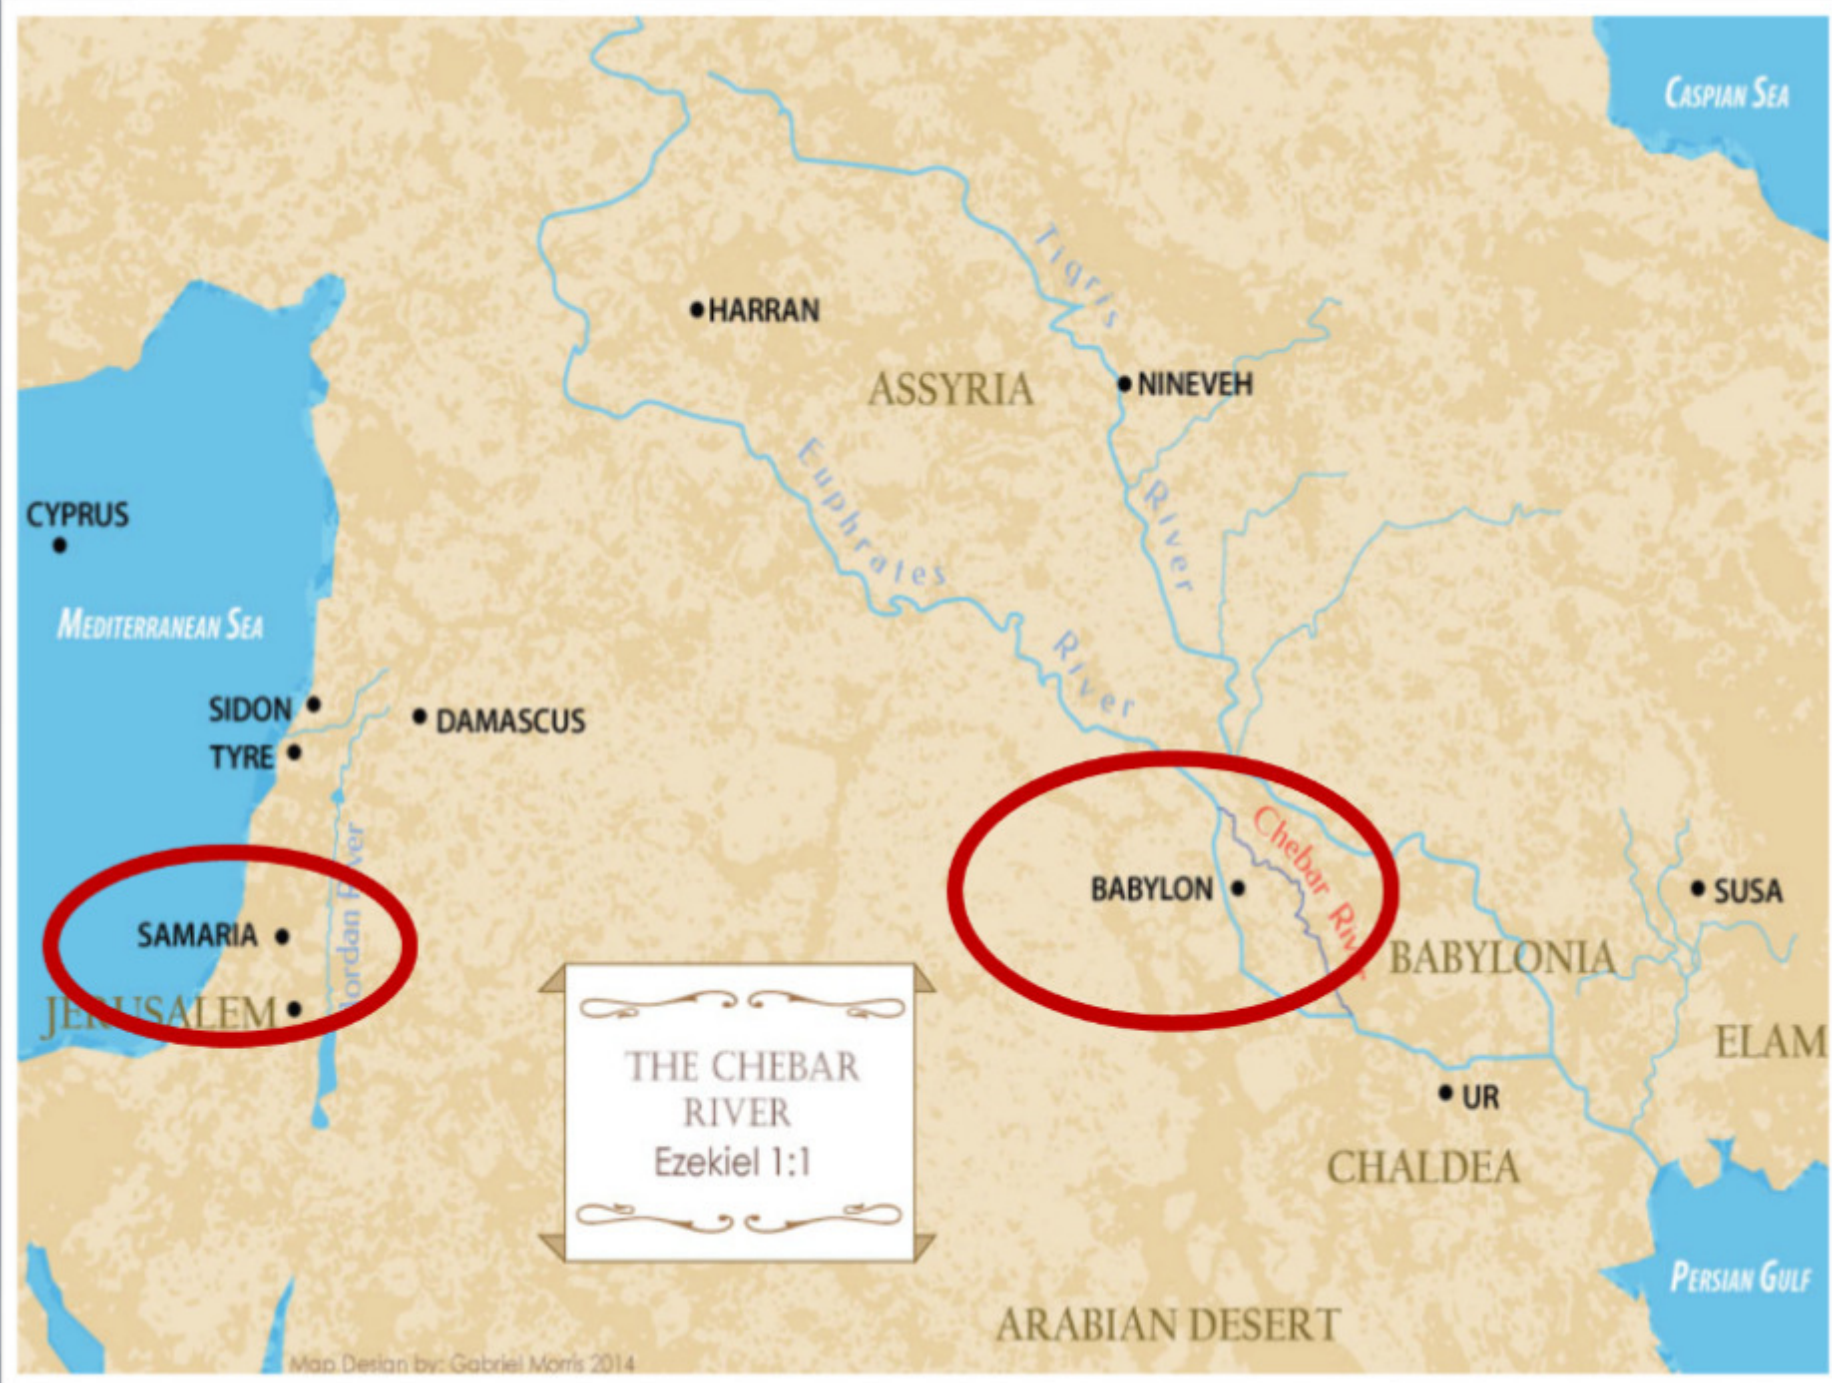 CASPIAN SEA
Tigris
River
HARRAN
NINEVEH
ASSYRIA
Euphrates
River
CYPRUS
MEDITERRANEAN SEA
SIDON
DAMASCUS
TYRE
Jordan River
Chebar River
BABYLON
SUSA
SAMARIA
BABYLONIA
JERUSALEM
ELAM
THE CHEBAR
RIVER
Ezekiel 1:1
UR
CHALDEA
PERSIAN GULF
ARABIAN DESERT
Map Design by: Gabriel Morris 2014